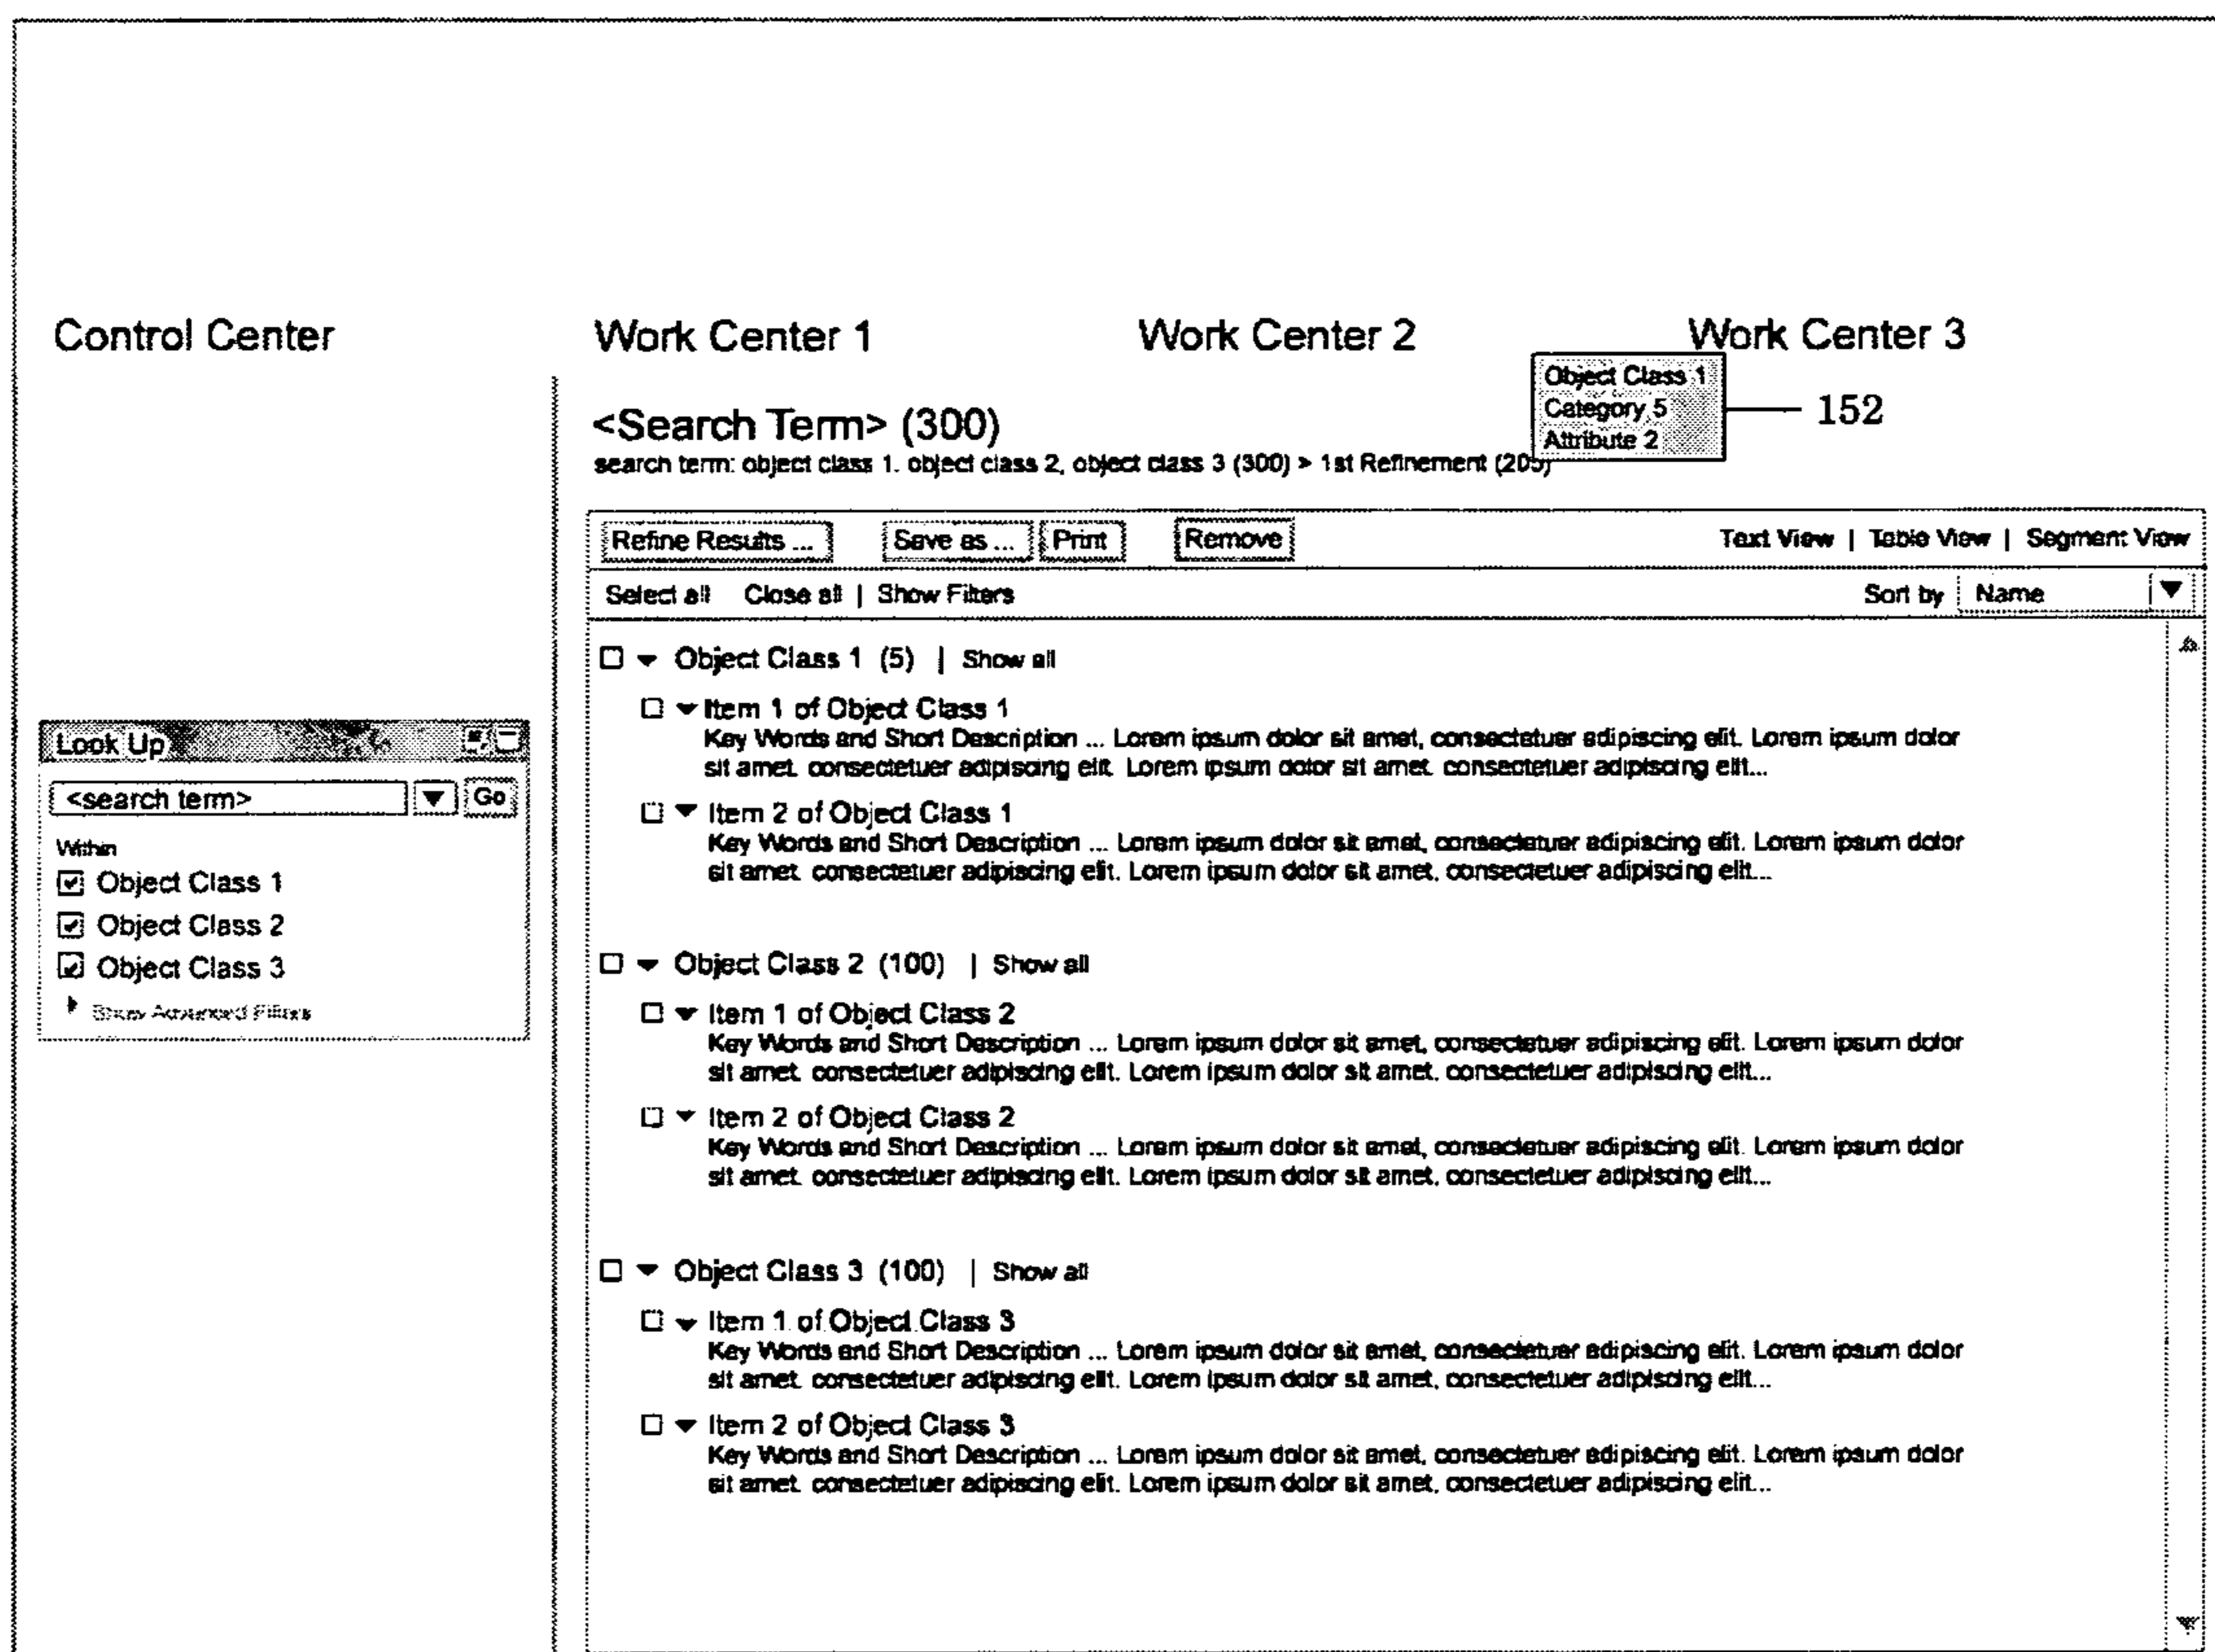 Control Center
Work Center 1
Work Center 2
Work Center 3
Object Class 1
Category 5
Attribute 2
152
<Search Term> (300)
search term: object class 1. object class 2, object class 3 (300) > 1st Refinement (205)
Refine Results ...
Save as ...
Print
Remove
Text View | Table View | Segment View
Select all Close all | Show Filters
Sort by Name
Look Up
<search term>
Go
Within
Object Class 1
Object Class 2
Object Class 3
Show Advanced Filters
Object Class 1 (5) | Show all
Item 1 of Object Class 1
Key Words and Short Description ... Lorem ipsum dolor sit amet, consectetuer adipiscing elit. Lorem ipsum dolor
sit amet. consectetuer adipiscing elit. Lorem ipsum dolor sit amet. consectetuer adipiscing elit...
Item 2 of Object Class 1
Key Words and Short Description ... Lorem ipsum dolor sit amet, consectetuer adipiscing elit. Lorem ipsum dolor
sit amet. consectetuer adipiscing elit. Lorem ipsum dolor sit amet. consectetuer adipiscing elit...
Object Class 2 (100) | Show all
Item 1 of Object Class 2
Key Words and Short Description ... Lorem ipsum dolor sit amet, consectetuer adipiscing elit. Lorem ipsum dolor
sit amet. consectetuer adipiscing elit. Lorem ipsum dolor sit amet. consectetuer adipiscing elit...
Item 2 of Object Class 2
Key Words and Short Description ... Lorem ipsum dolor sit amet, consectetuer adipiscing elit. Lorem ipsum dolor
sit amet. consectetuer adipiscing elit. Lorem ipsum dolor sit amet. consectetuer adipiscing elit...
Object Class 3 (100) | Show all
Item 1 of Object Class 3
Key Words and Short Description ... Lorem ipsum dolor sit amet, consectetuer adipiscing elit. Lorem ipsum dolor
sit amet. consectetuer adipiscing elit. Lorem ipsum dolor sit amet. consectetuer adipiscing elit...
Item 2 of Object Class 3
Key Words and Short Description ... Lorem ipsum dolor sit amet, consectetuer adipiscing elit. Lorem ipsum dolor
sit amet. consectetuer adipiscing elit. Lorem ipsum dolor sit amet. consectetuer adipiscing elit...